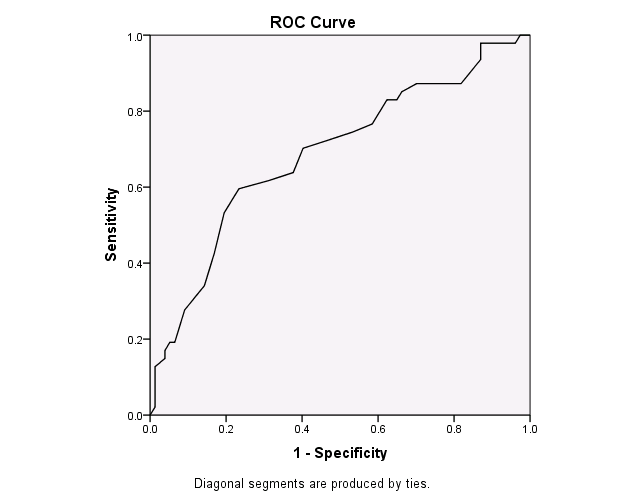 ROC Curve
1.0
0.8
0.6
0.4
0.2
0.0
Sensitivity
0.0 0.2 0.4 0.6 0.8 1.0
1 - Specificity
Diagonal segments are produced by ties.